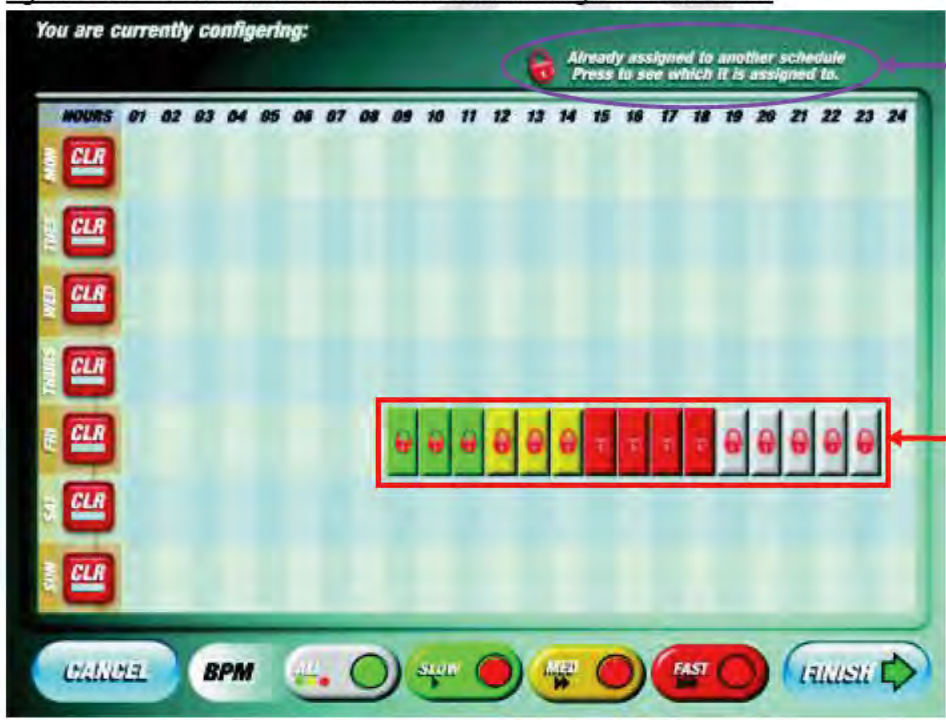 You are currently configering:
Already assigned to another schedule
Press to see which it is assigned to.
HOURS 01 02 03 04 05 06 07 08 09 10 11 12 13 14 15 16 17 18 19 20 21 22 23 24
MON CLR
TUES CLR
WED CLR
THURS CLR
FRI CLR
SAT CLR
SUN CLR
CANCEL BPM ALL SLOW MED FAST FINISH